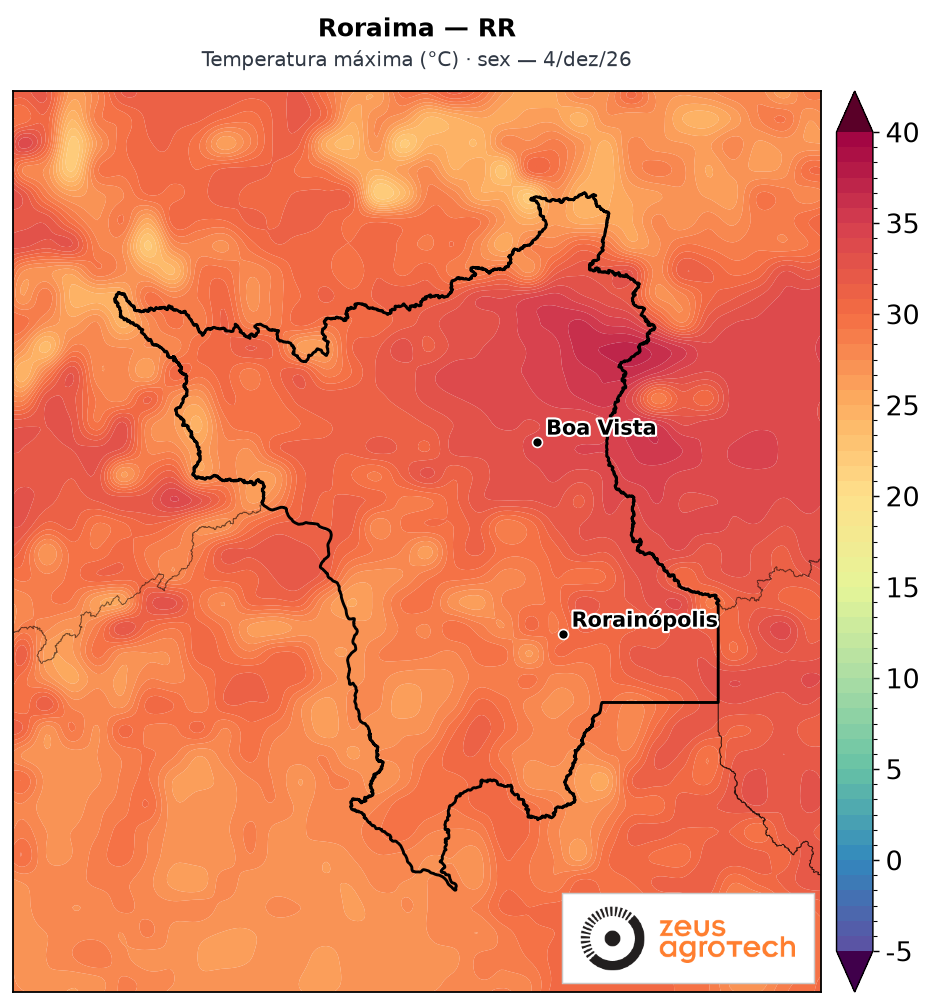 Roraima — RR
Temperatura máxima (°C) · sex — 4/dez/26
40
35
30
25
20
15
10
5
0
-5
Boa Vista
Rorainópolis
zeus
agrotech